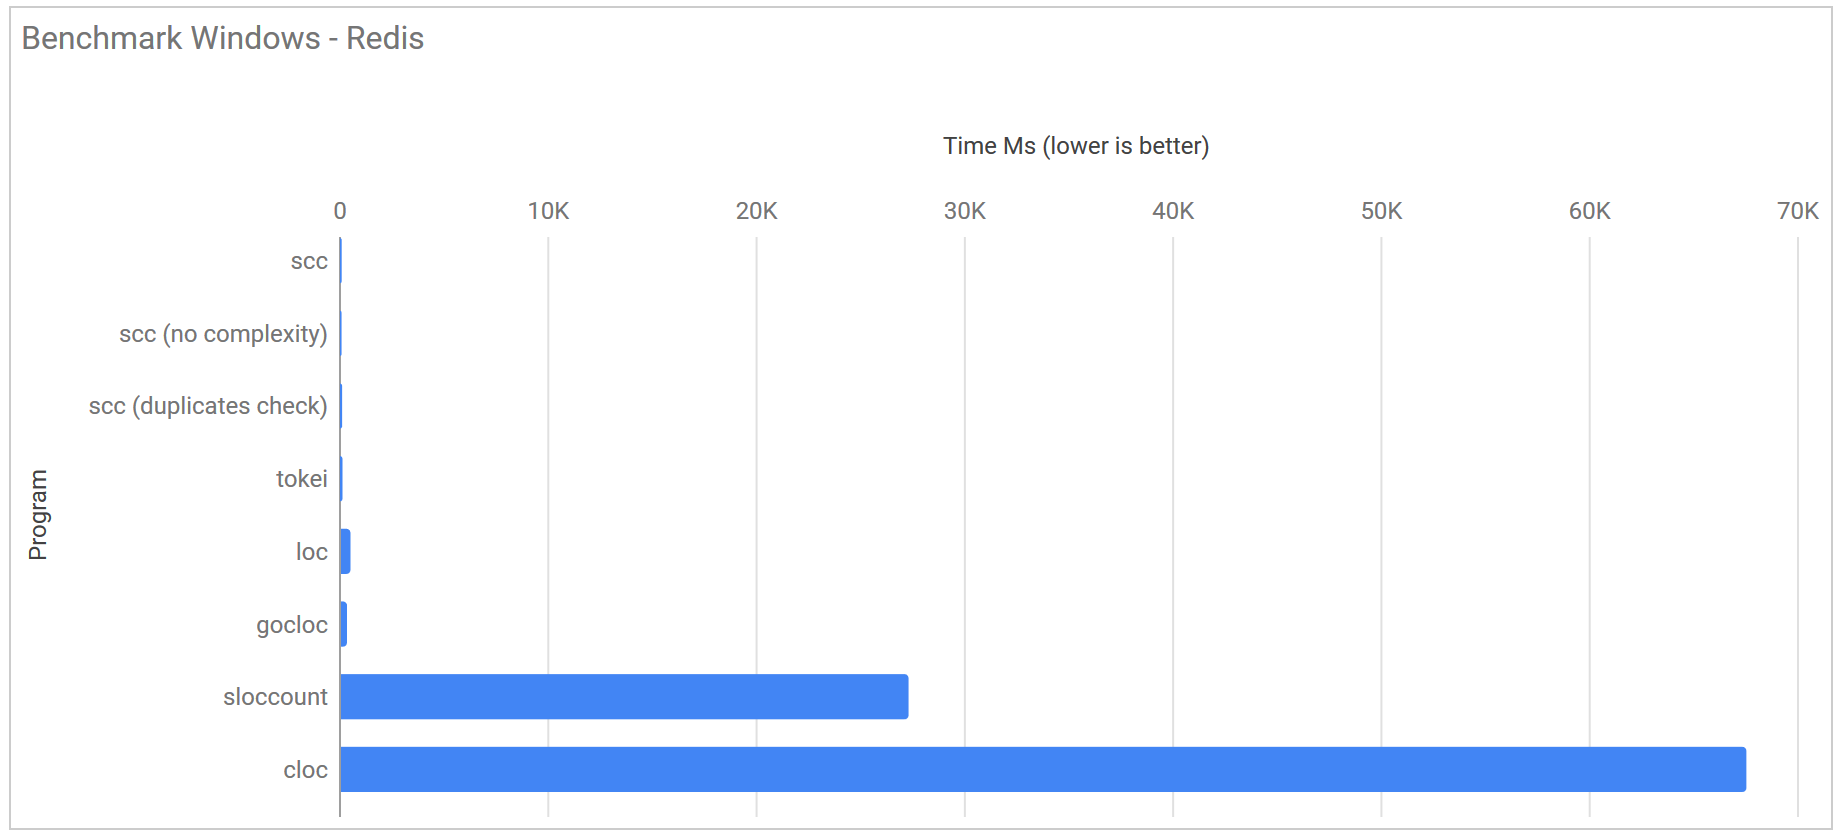 Benchmark Windows - Redis
Time Ms (lower is better)
0 10K 20K 30K 40K 50K 60K 70K
Program
scc
scc (no complexity)
scc (duplicates check)
tokei
loc
gocloc
sloccount
cloc